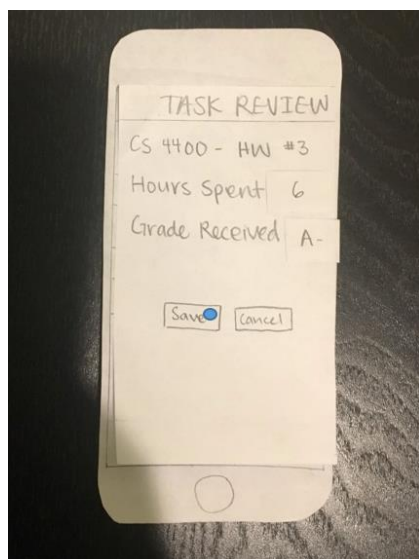 TASK REVIEW
CS 4400 - HW #3
Hours Spent 6
Grade Received A-
Save Cancel